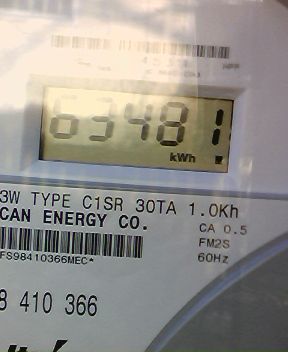 63481
kWh
3W TYPE C1SR 30TA 1.0Kh
CAN ENERGY CO.
CA 0.5
FM2S
FS98410366MEC*
60Hz
8 410 366